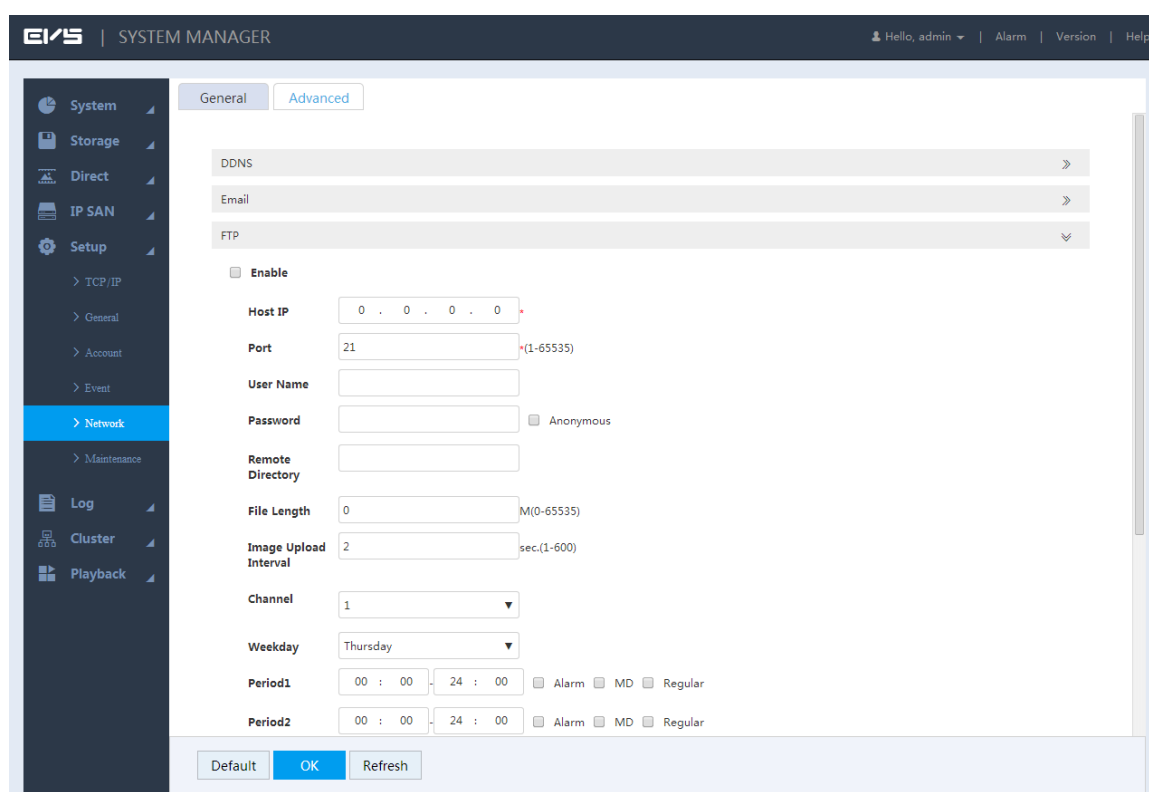 EVS | SYSTEM MANAGER
Hello, admin | Alarm | Version | Help
System
Storage
Direct
IP SAN
Setup
> TCP/IP
> General
> Account
> Event
> Network
> Maintenance
Log
Cluster
Playback
General Advanced
DDNS
Email
FTP
Enable
Host IP 0 . 0 . 0 . 0 *
Port 21 *(1-65535)
User Name
Password Anonymous
Remote
Directory
File Length 0 M(0-65535)
Image Upload 2 sec.(1-600)
Interval
Channel 1
Weekday Thursday
Period1 00 : 00 - 24 : 00 Alarm MD Regular
Period2 00 : 00 - 24 : 00 Alarm MD Regular
Default OK Refresh